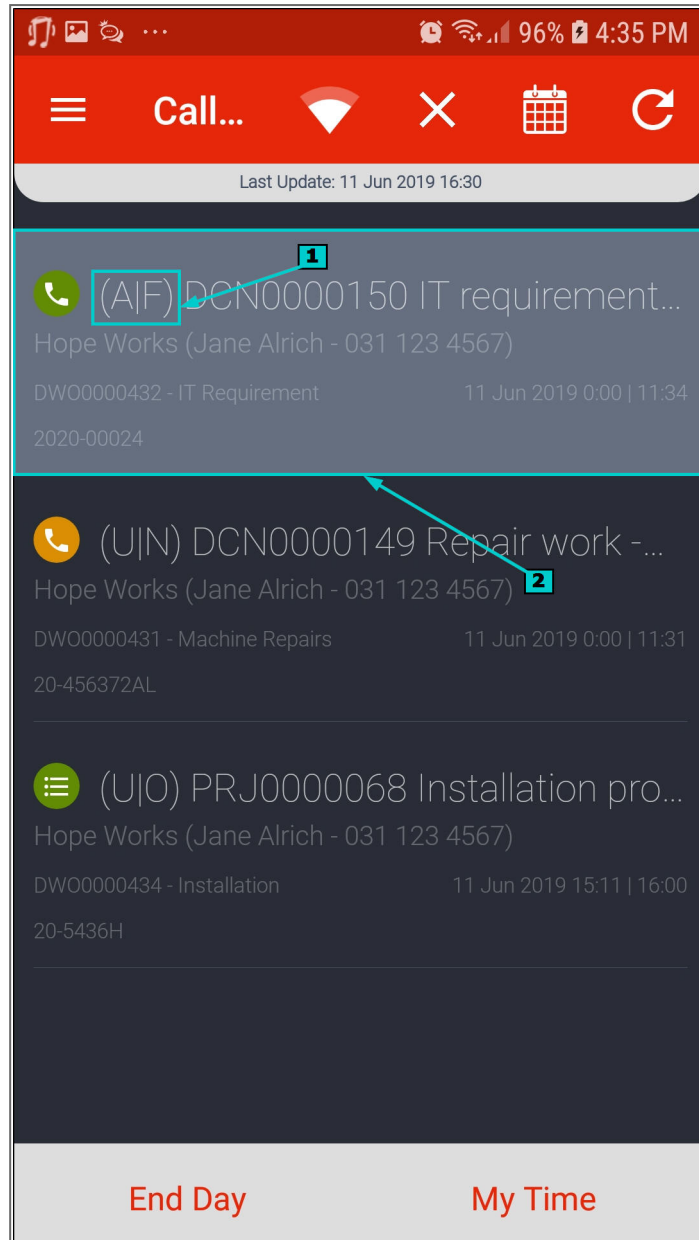 96% 4:35 PM
Call...
Last Update: 11 Jun 2019 16:30
1
(A|F) DCN0000150 IT requirement...
Hope Works (Jane Alrich - 031 123 4567)
DWO0000432 - IT Requirement 11 Jun 2019 0:00 | 11:34
2020-00024
(U|N) DCN0000149 Repair work -...
Hope Works (Jane Alrich - 031 123 4567)
2
DWO0000431 - Machine Repairs 11 Jun 2019 0:00 | 11:31
20-456372AL
(U|O) PRJ0000068 Installation pro...
Hope Works (Jane Alrich - 031 123 4567)
DWO0000434 - Installation 11 Jun 2019 15:11 | 16:00
20-5436H
End Day My Time